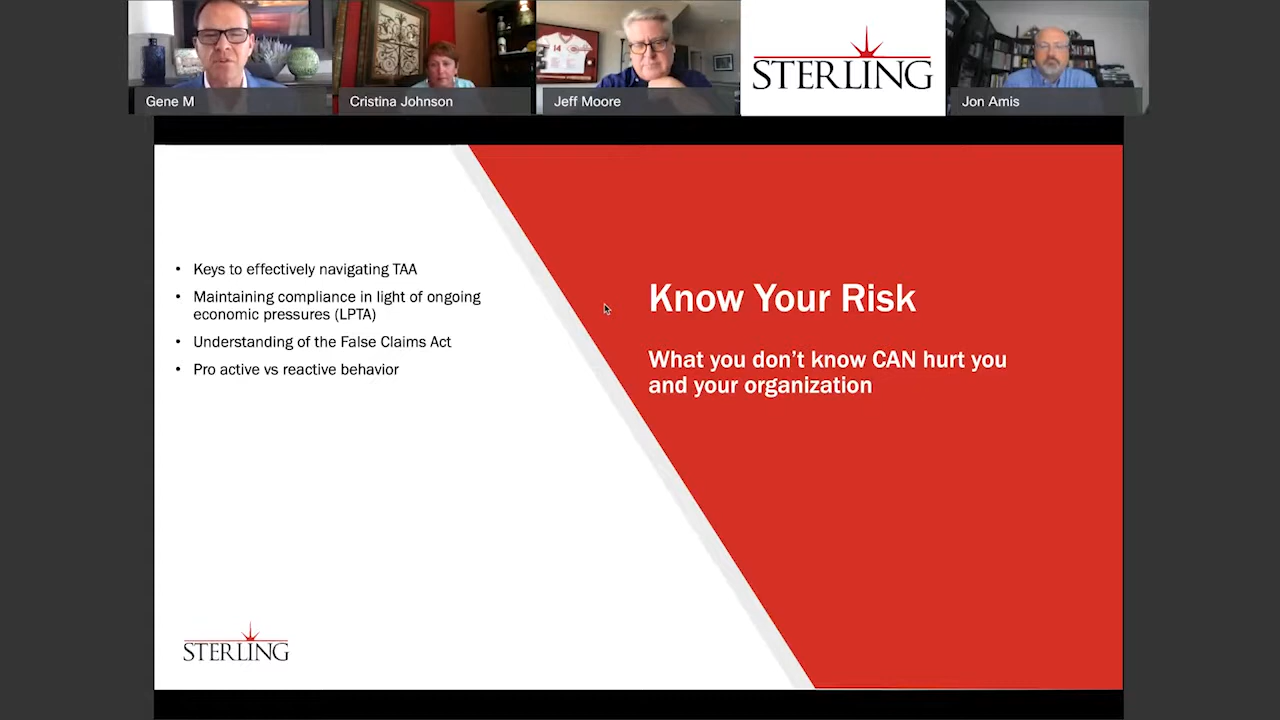 Gene M
Cristina Johnson
Jeff Moore
STERLING
Jon Amis
14
• Keys to effectively navigating TAA
• Maintaining compliance in light of ongoing
economic pressures (LPTA)
• Understanding of the False Claims Act
• Pro active vs reactive behavior
Know Your Risk
What you don't know CAN hurt you
and your organization
STERLING